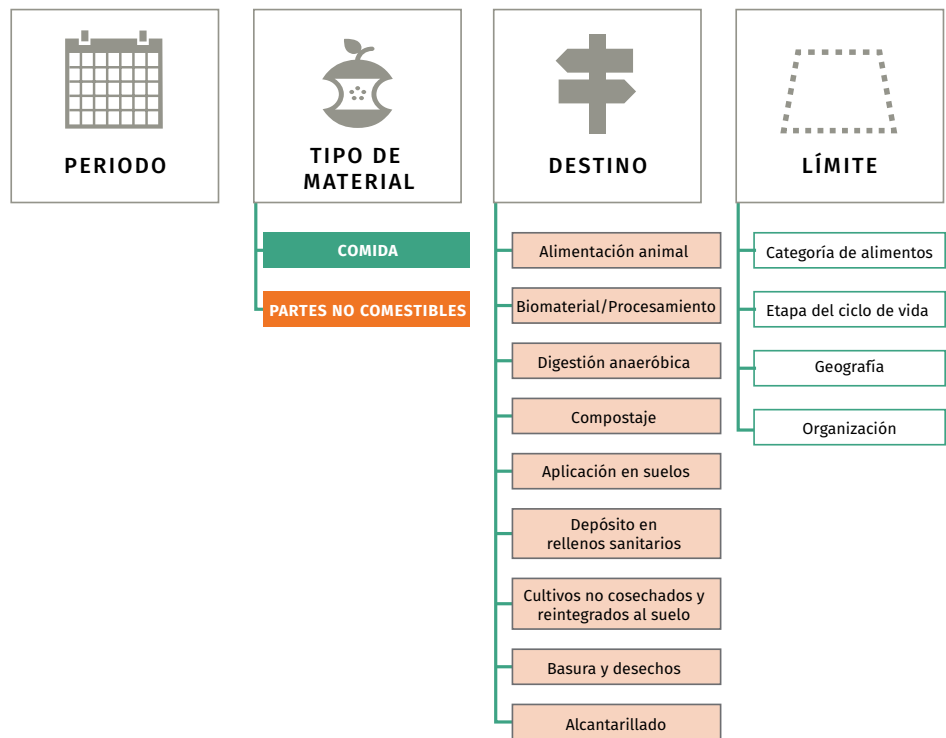 PERIODO
TIPO DE
MATERIAL
COMIDA
PARTES NO COMESTIBLES
DESTINO
Alimentación animal
Biomaterial/Procesamiento
Digestión anaeróbica
Compostaje
Aplicación en suelos
Depósito en
rellenos sanitarios
Cultivos no cosechados y
reintegrados al suelo
Basura y desechos
Alcantarillado
LÍMITE
Categoría de alimentos
Etapa del ciclo de vida
Geografía
Organización